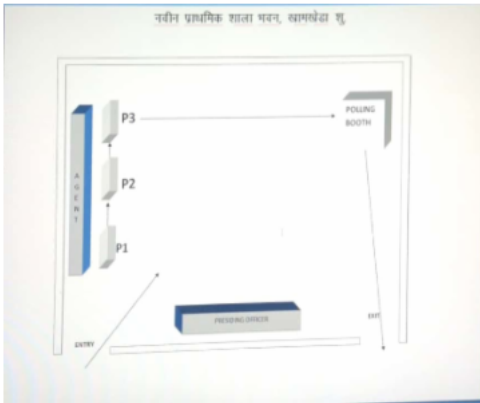 नवीन प्राथमिक शाला भवन, खामखेडा शु.
P3
POLLING
BOOTH
AGENT
P2
P1
PRESIDING OFFICER
EXIT
ENTRY